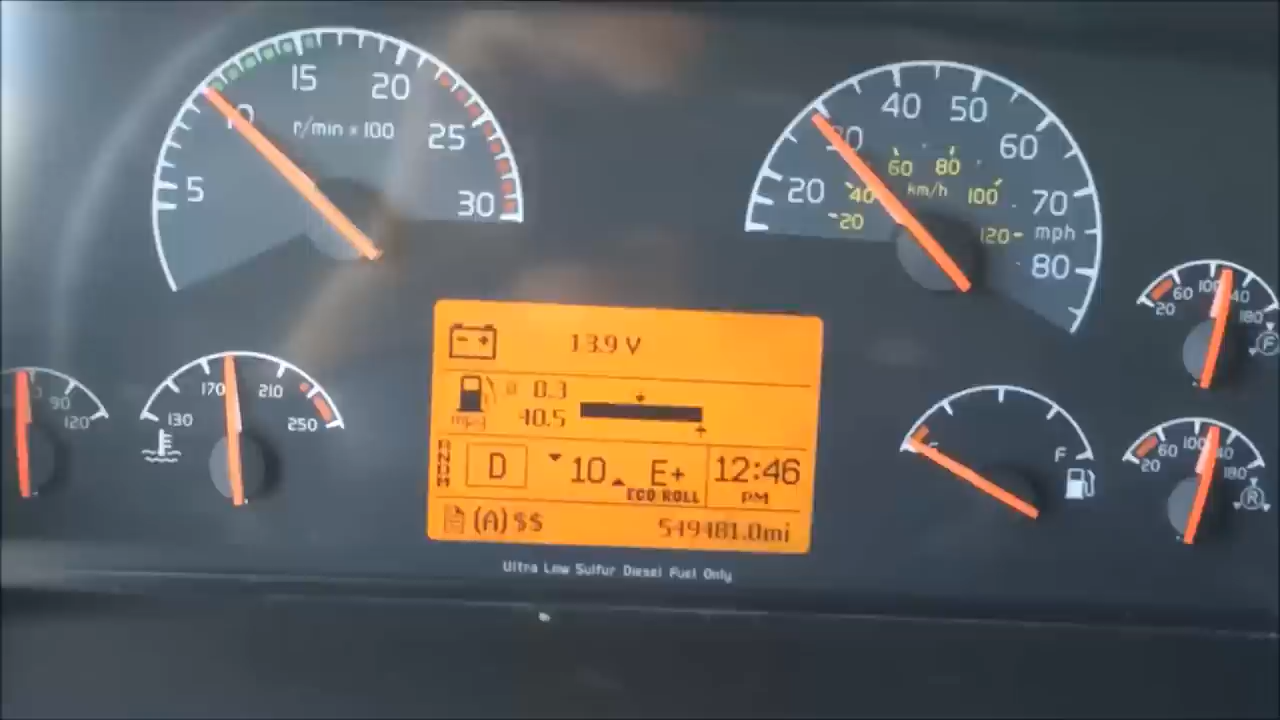 5 10 15 20 25 30
r/min × 100
20 30 40 50 60 70 80
mph
20 40 60 80 100 120
km/h
90 120
130 170 210 250
13.9 V
0.3
mpg 40.5
D 10 E+ 12:46
ECO ROLL PM
(A) $$ 549481.0mi
Ultra Low Sulfur Diesel Fuel Only
F
20 60 100 180
F
20 60 100 180
R